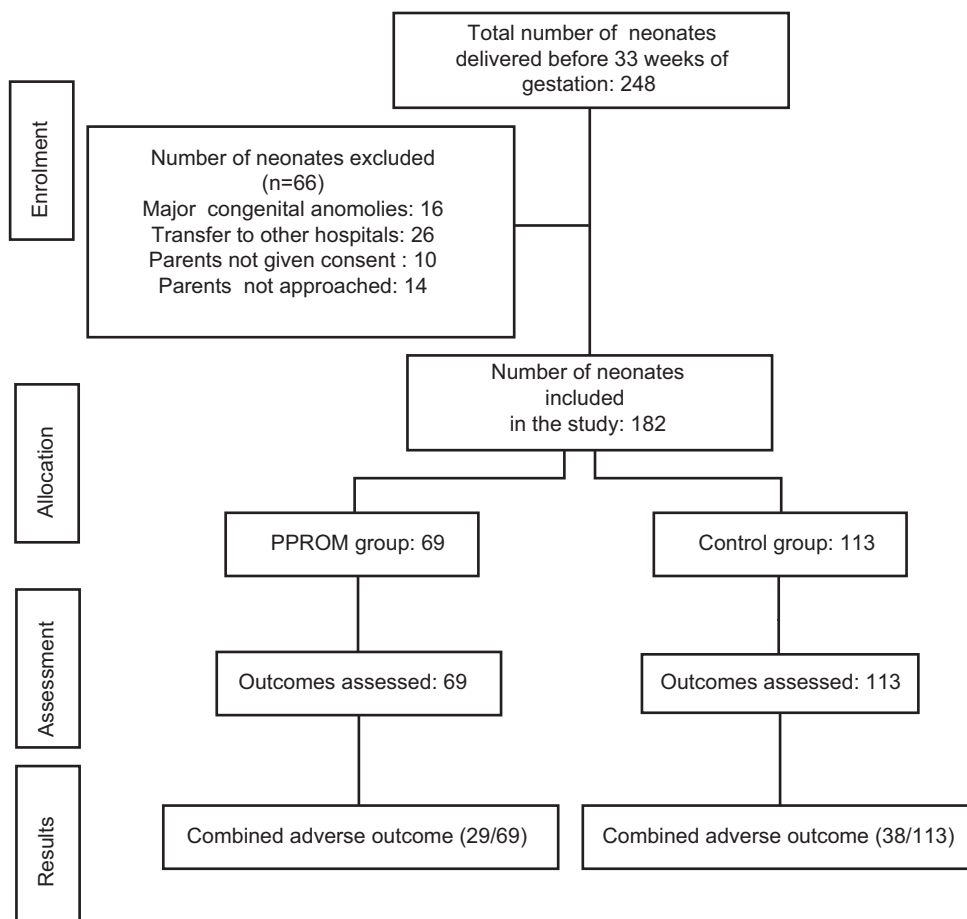 Total number of neonates
delivered before 33 weeks of
gestation: 248
Enrolment
Number of neonates excluded
(n=66)
Major congenital anomolies: 16
Transfer to other hospitals: 26
Parents not given consent : 10
Parents not approached: 14
Number of neonates
included
in the study: 182
Allocation
PPROM group: 69
Control group: 113
Assessment
Outcomes assessed: 69
Outcomes assessed: 113
Results
Combined adverse outcome (29/69)
Combined adverse outcome (38/113)